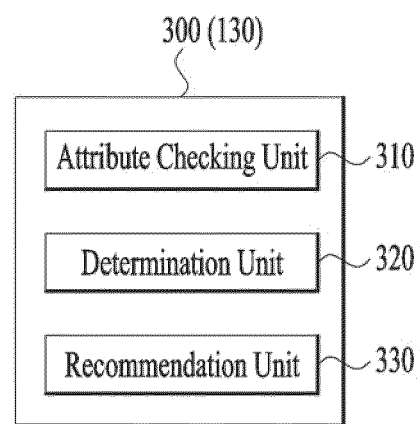 300 (130)
Attribute Checking Unit 310
Determination Unit 320
Recommendation Unit 330